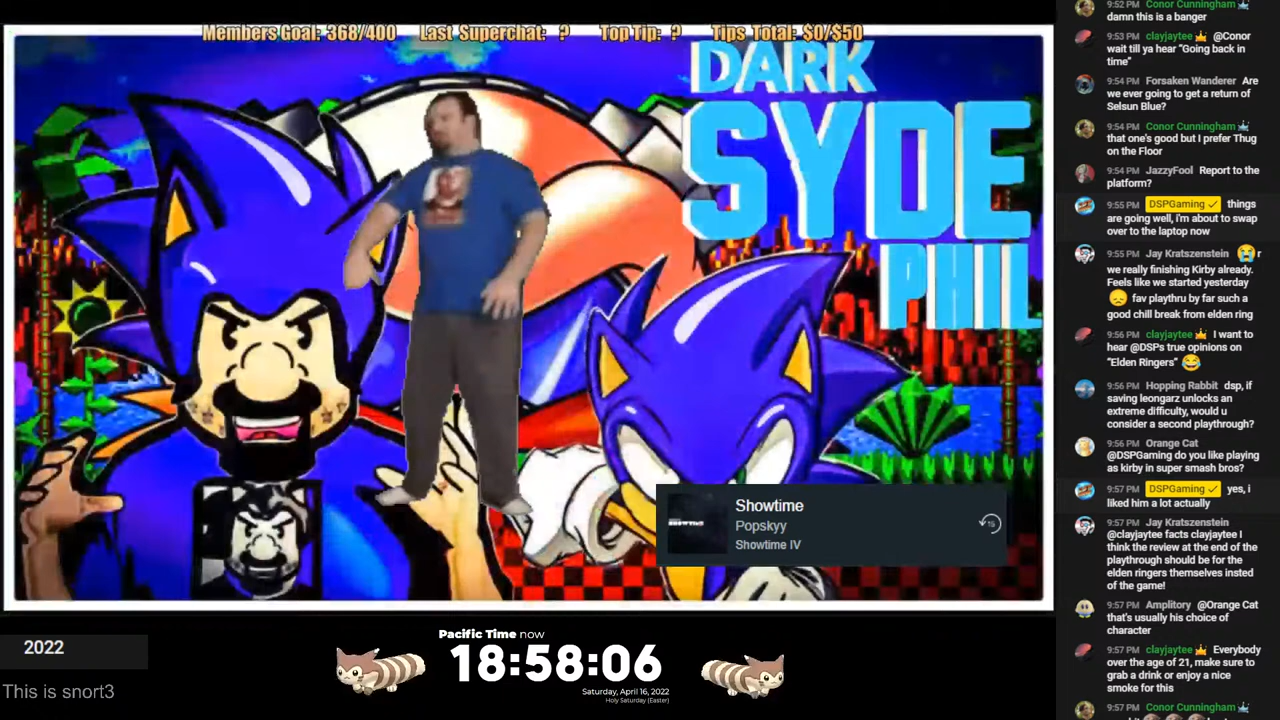 Members Goal: 368/400 Last Superchat: ? Top Tip: ? Tips Total: $0/$50
DARK
SYDE
PHIL
Showtime
Popskyy
Showtime IV
SHOWTIME
15
2022
This is snort3
Pacific Time now
18:58:06
Saturday, April 16, 2022
Holy Saturday (Easter)
9:52 PM Conor Cunningham
damn this is a banger
9:53 PM clayjaytee @Conor
wait till ya hear “Going back in
time”
9:54 PM Forsaken Wanderer Are
we ever going to get a return of
Selsun Blue?
9:54 PM Conor Cunningham
that one's good but I prefer Thug
on the Floor
9:54 PM JazzyFool Report to the
platform?
9:55 PM DSPGaming ✓ things
are going well, i'm about to swap
over to the laptop now
9:55 PM Jay Kratszenstein 😭 r
we really finishing Kirby already.
Feels like we started yesterday
😞 fav playthru by far such a
good chill break from elden ring
9:56 PM clayjaytee I want to
hear @DSPs true opinions on
“Elden Ringers” 😂
9:56 PM Hopping Rabbit dsp, if
saving leongarz unlocks an
extreme difficulty, would u
consider a second playthrough?
9:56 PM Orange Cat
@DSPGaming do you like playing
as kirby in super smash bros?
9:57 PM DSPGaming ✓ yes, i
liked him a lot actually
9:57 PM Jay Kratszenstein
@clayjaytee facts clayjaytee I
think the review at the end of the
playthrough should be for the
elden ringers themselves insted
of the game!
9:57 PM Amplitory @Orange Cat
that's usually his choice of
character
9:57 PM clayjaytee Everybody
over the age of 21, make sure to
grab a drink or enjoy a nice
smoke for this
9:57 PM Conor Cunningham